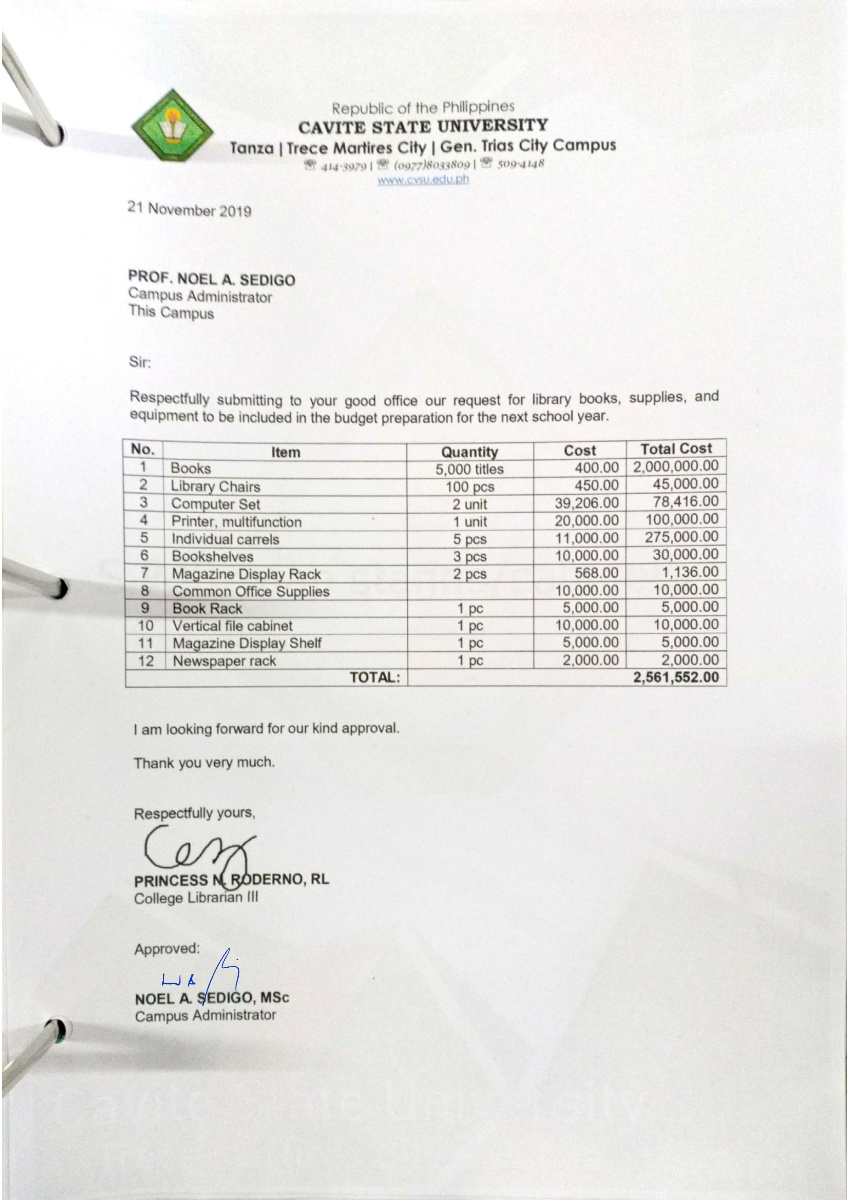 Republic of the Philippines
CAVITE STATE UNIVERSITY
Tanza | Trece Martires City | Gen. Trias City Campus
☏ 414-3979 | ☏ (0977)8033809 | ☏ 509-4148
www.cvsu.edu.ph
21 November 2019
PROF. NOEL A. SEDIGO
Campus Administrator
This Campus
Sir:
Respectfully submitting to your good office our request for library books, supplies, and
equipment to be included in the budget preparation for the next school year.
No. Item Quantity Cost Total Cost
1 Books 5,000 titles 400.00 2,000,000.00
2 Library Chairs 100 pcs 450.00 45,000.00
3 Computer Set 2 unit 39,206.00 78,416.00
4 Printer, multifunction 1 unit 20,000.00 100,000.00
5 Individual carrels 5 pcs 11,000.00 275,000.00
6 Bookshelves 3 pcs 10,000.00 30,000.00
7 Magazine Display Rack 2 pcs 568.00 1,136.00
8 Common Office Supplies 10,000.00 10,000.00
9 Book Rack 1 pc 5,000.00 5,000.00
10 Vertical file cabinet 1 pc 10,000.00 10,000.00
11 Magazine Display Shelf 1 pc 5,000.00 5,000.00
12 Newspaper rack 1 pc 2,000.00 2,000.00
TOTAL: 2,561,552.00
I am looking forward for our kind approval.
Thank you very much.
Respectfully yours,
PRINCESS N. RODERNO, RL
College Librarian III
Approved:
NOEL A. SEDIGO, MSc
Campus Administrator